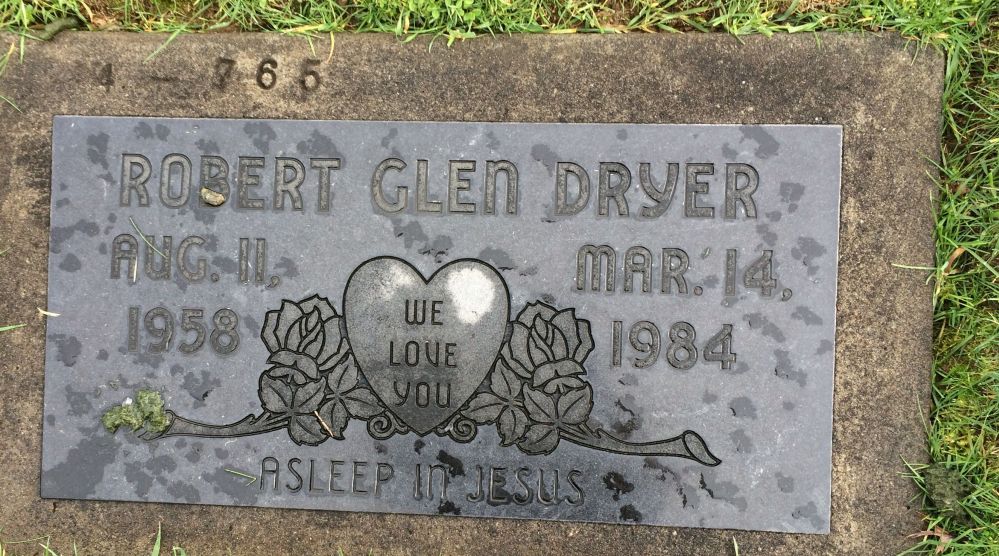 4 - 765
ROBERT GLEN DRYER
AUG. 11, MAR. 14,
1958 1984
WE
LOVE
YOU
ASLEEP IN JESUS